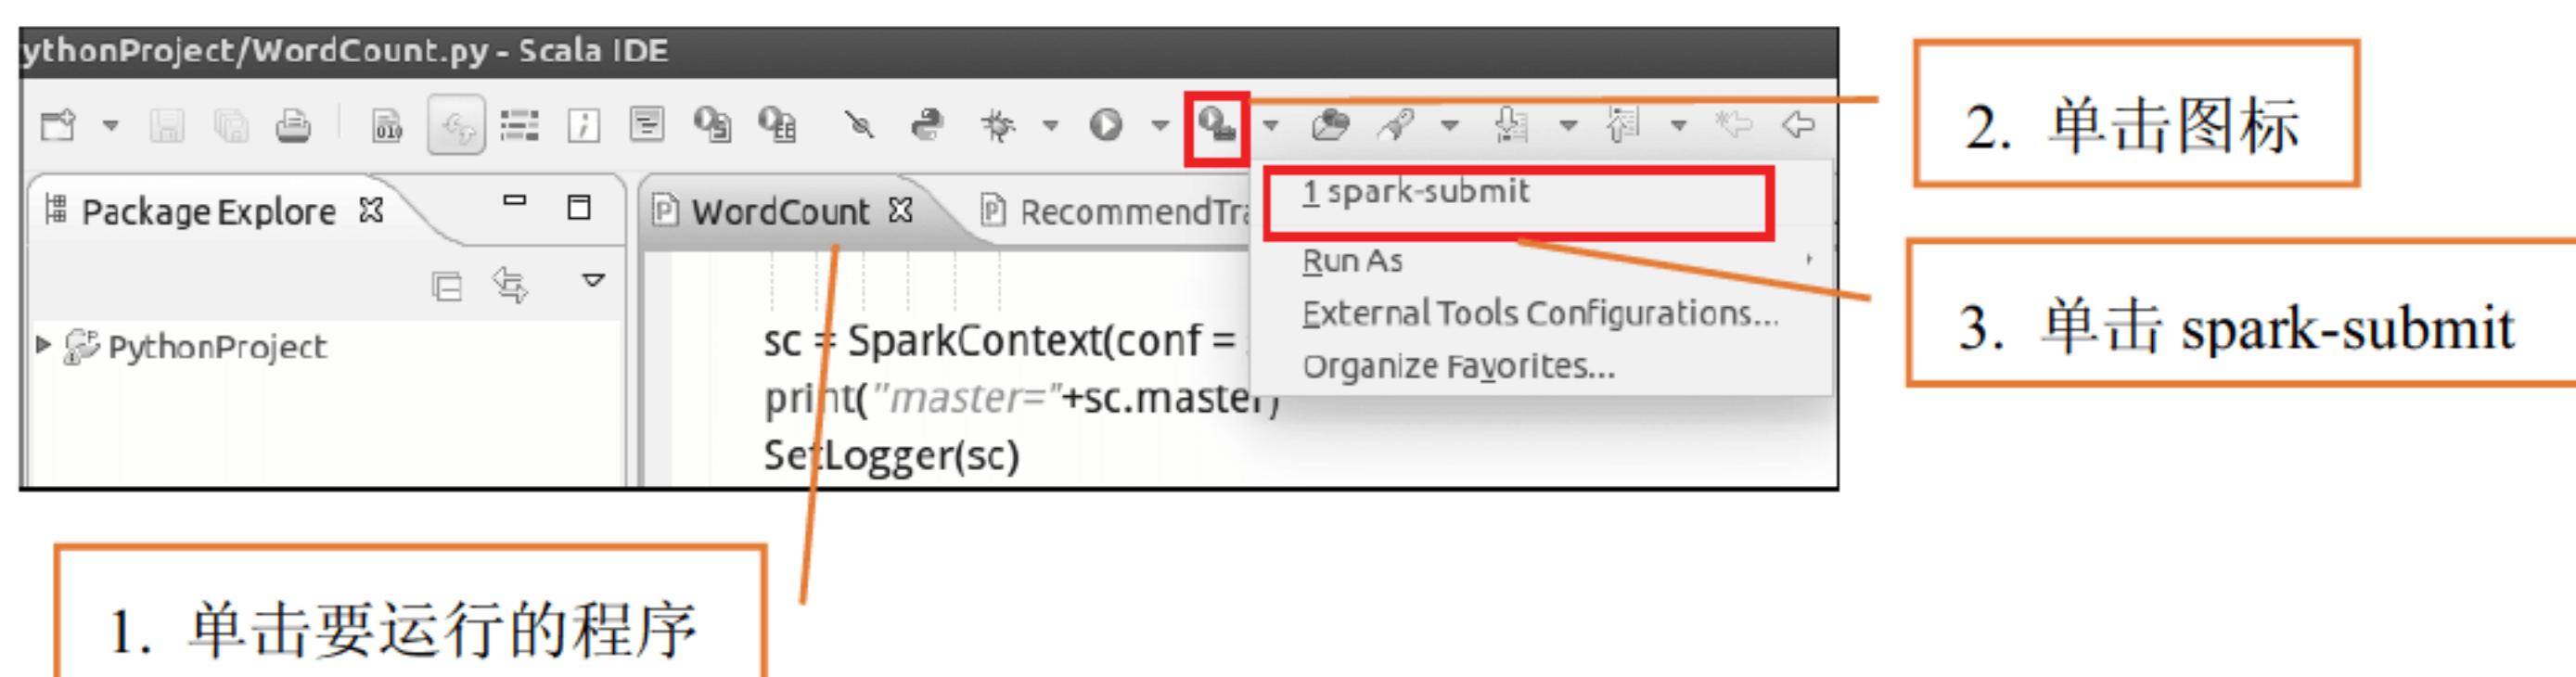 ythonProject/WordCount.py - Scala IDE
2. 单击图标
Package Explore
WordCount
RecommendTra
1 spark-submit
Run As
External Tools Configurations...
Organize Favorites...
3. 单击 spark-submit
PythonProject
sc = SparkContext(conf =
print("master="+sc.master)
SetLogger(sc)
1. 单击要运行的程序